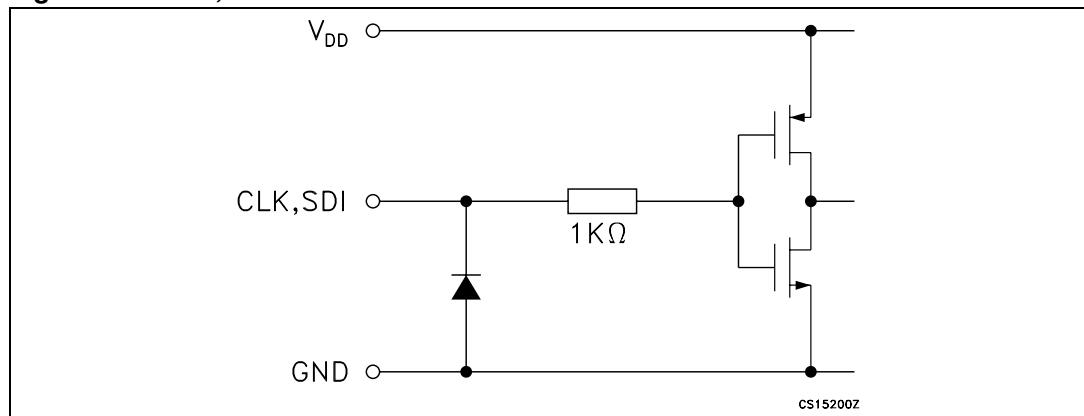 V_DD
CLK,SDI
1KΩ
GND
CS15200Z